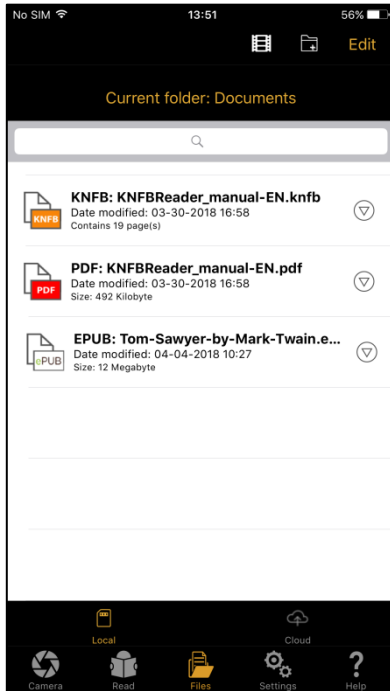 No SIM 13:51 56%
Edit
Current folder: Documents
KNFB: KNFBReader_manual-EN.knfb
KNFB
Date modified: 03-30-2018 16:58
Contains 19 page(s)
PDF: KNFBReader_manual-EN.pdf
PDF
Date modified: 03-30-2018 16:58
Size: 492 Kilobyte
EPUB: Tom-Sawyer-by-Mark-Twain.e...
ePUB
Date modified: 04-04-2018 10:27
Size: 12 Megabyte
Local Cloud
Camera Read Files Settings Help